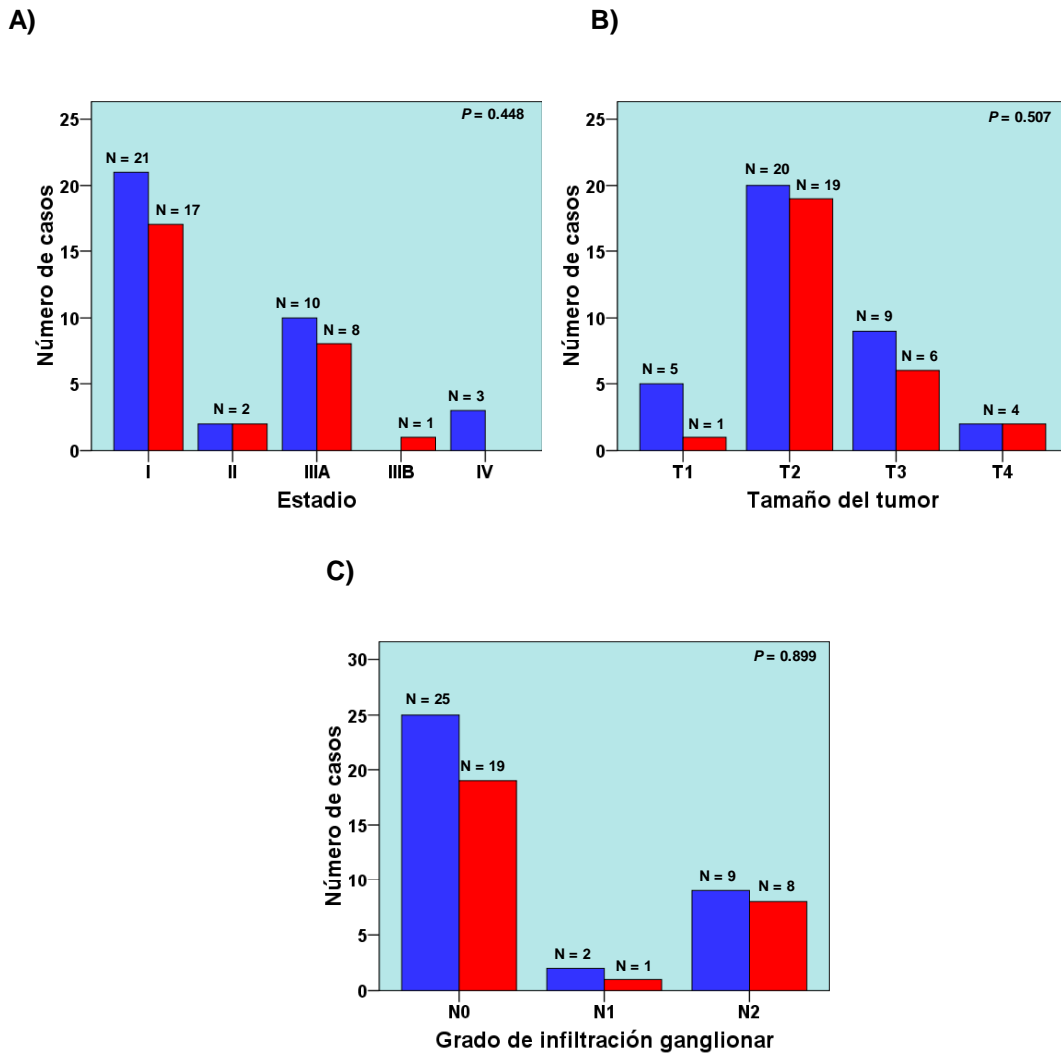 A)
B)
P = 0.448
25
N = 21
20
N = 17
15
N = 10
10
N = 8
5
N = 3
N = 2
N = 1
0
I II IIIA IIIB IV
Número de casos
Estadio
P = 0.507
25
N = 20
N = 19
20
15
N = 9
10
N = 6
N = 5
5
N = 4
N = 1
0
T1 T2 T3 T4
Número de casos
Tamaño del tumor
C)
P = 0.899
30
N = 25
25
N = 19
20
15
10
N = 9
N = 8
5
N = 2
N = 1
0
N0 N1 N2
Número de casos
Grado de infiltración ganglionar